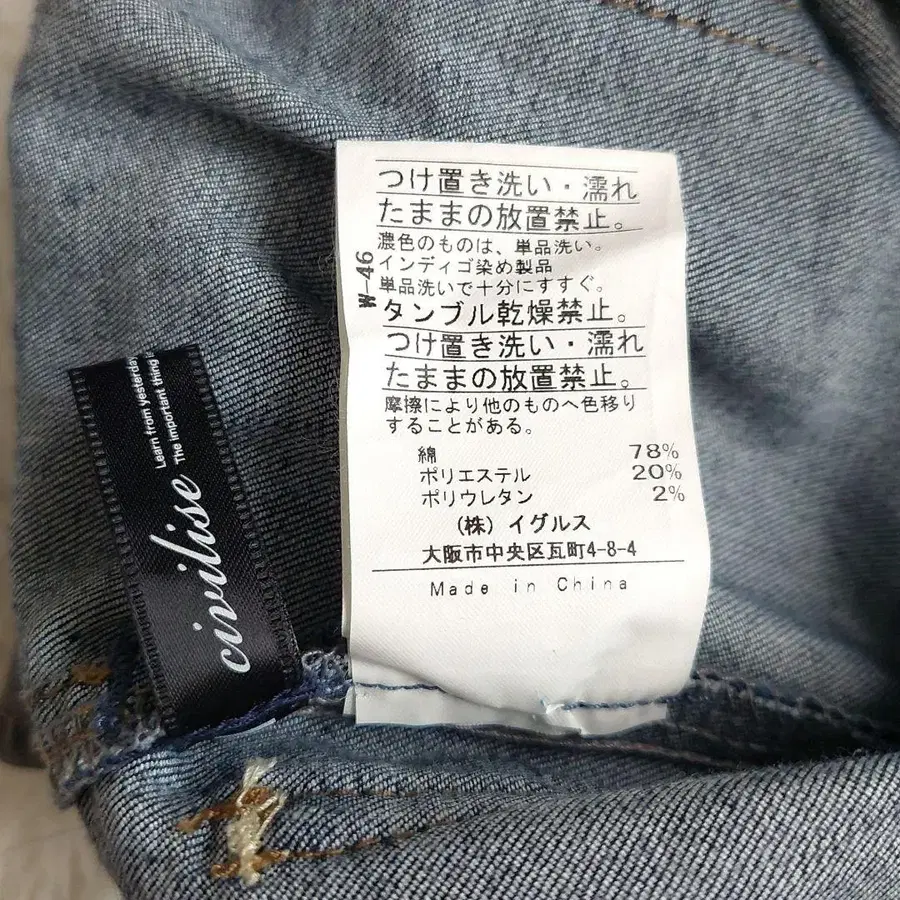 つけ置き洗い・濡れ
たままの放置禁止。
濃色のものは、単品洗い。
インディゴ染め製品
単品洗いで十分にすすぐ。
タンブル乾燥禁止。
つけ置き洗い・濡れ
たままの放置禁止。
摩擦により他のものへ色移り
することがある。
綿 78%
ポリエステル 20%
ポリウレタン 2%
(株) イグルス
大阪市中央区瓦町4-8-4
Made in China
W-46
civilise
Learn from yesterday
The important thing is